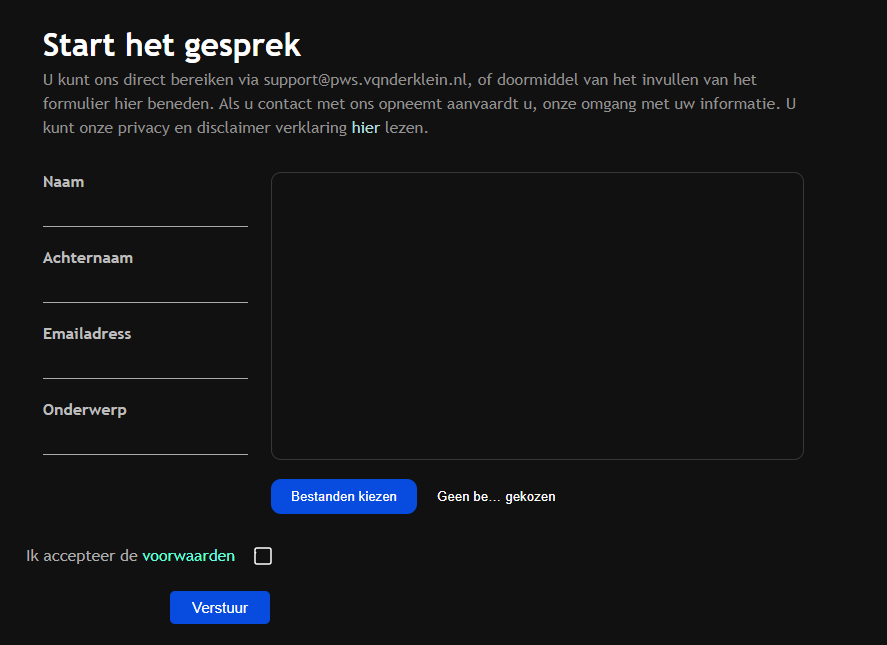 Start het gesprek
U kunt ons direct bereiken via support@pws.vqnderklein.nl, of doormiddel van het invullen van het
formulier hier beneden. Als u contact met ons opneemt aanvaardt u, onze omgang met uw informatie. U
kunt onze privacy en disclaimer verklaring hier lezen.
Naam
Achternaam
Emailadress
Onderwerp
Bestanden kiezen Geen be... gekozen
Ik accepteer de voorwaarden
Verstuur